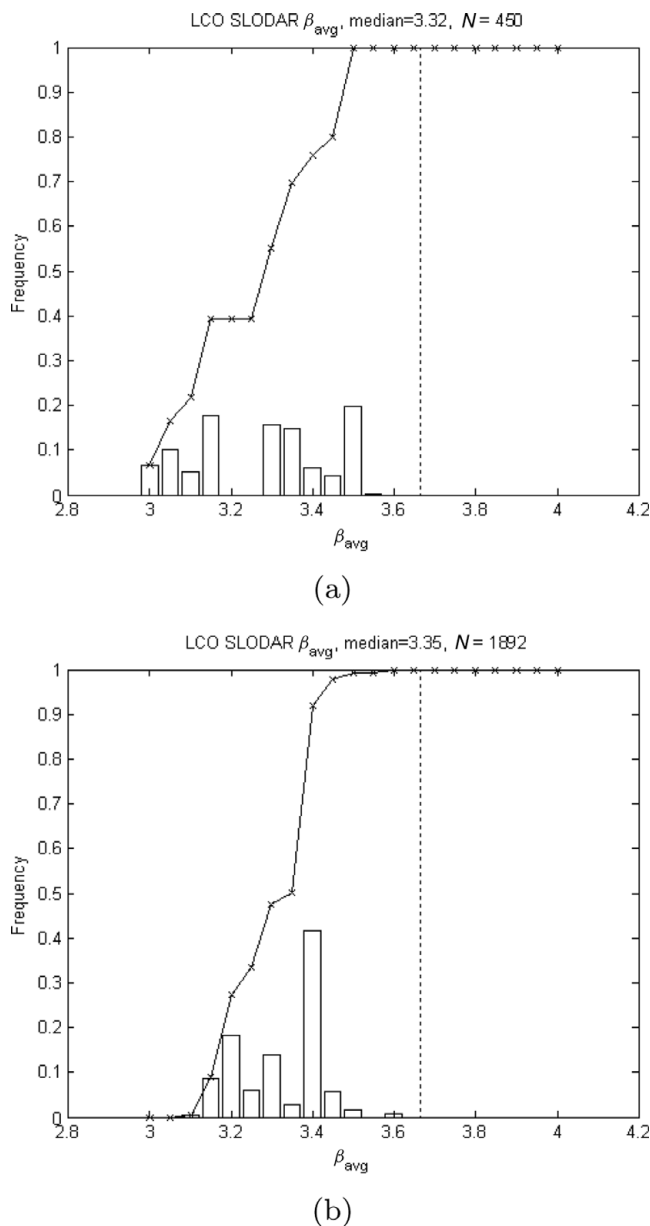 LCO SLODAR βavg, median=3.32, N = 450
1
0.9
0.8
0.7
0.6
0.5
0.4
0.3
0.2
0.1
0
Frequency
2.8 3 3.2 3.4 3.6 3.8 4 4.2
βavg
(a)
LCO SLODAR βavg, median=3.35, N = 1892
1
0.9
0.8
0.7
0.6
0.5
0.4
0.3
0.2
0.1
0
Frequency
2.8 3 3.2 3.4 3.6 3.8 4 4.2
βavg
(b)